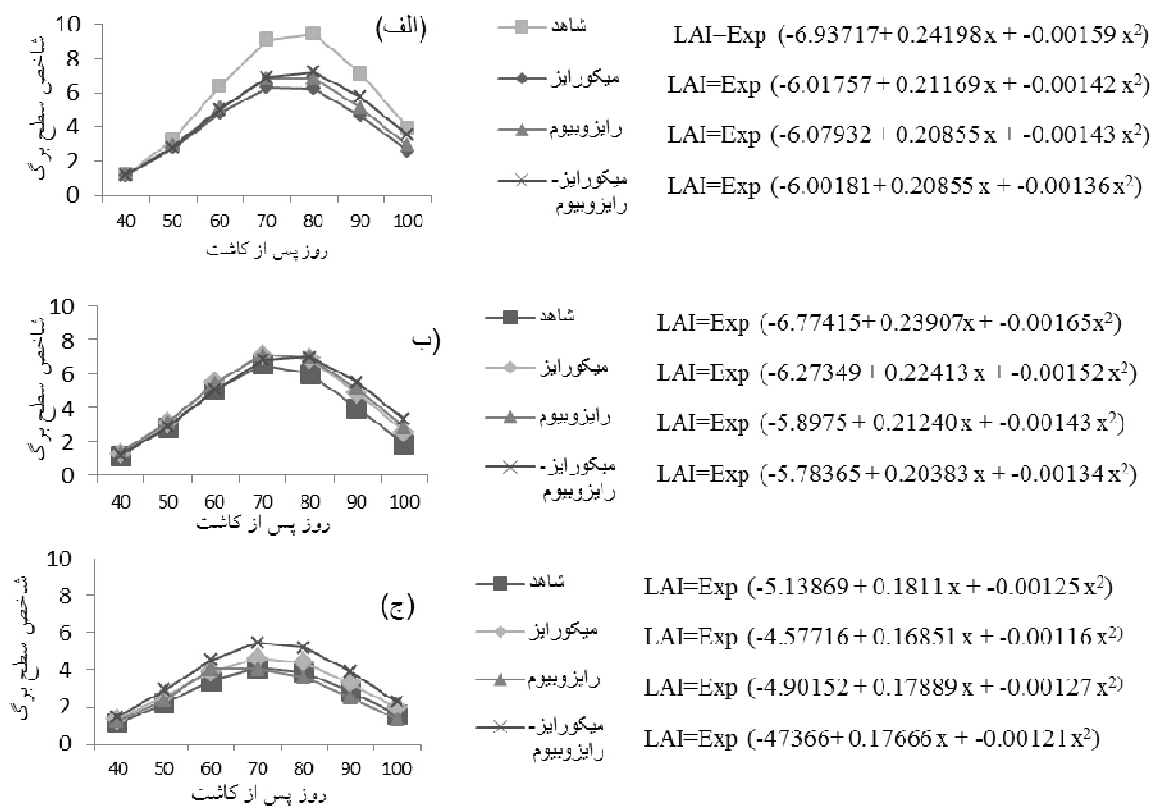 (الف)
شاخص سطح برگ
10
8
6
4
2
0
40 50 60 70 80 90 100
روز پس از کاشت
شاهد
LAI=Exp (-6.93717+ 0.24198x + -0.00159 x²)
میکورایز
LAI=Exp (-6.01757 + 0.21169x + -0.00142 x²)
رایزوبیوم
LAI=Exp (-6.07932 + 0.20855x + -0.00143 x²)
میکورایز-
رایزوبیوم
LAI=Exp (-6.00181+ 0.20855 x + -0.00136x²)
ب)
شاخص سطح برگ
10
8
6
4
2
0
40 50 60 70 80 90 100
روز پس از کاشت
شاهد
LAI=Exp (-6.77415+ 0.23907x + -0.00165x²)
میکورایز
LAI=Exp (-6.27349 + 0.22413 x + -0.00152 x²)
رایزوبیوم
LAI=Exp (-5.8975+ 0.21240 x + -0.00143 x²)
میکورایز-
رایزوبیوم
LAI=Exp (-5.78365+ 0.20383 x + -0.00134 x²)
(ج)
شاخص سطح برگ
10
8
6
4
2
0
40 50 60 70 80 90 100
روز پس از کاشت
شاهد
LAI=Exp (-5.13869 + 0.1811 x + -0.00125 x²)
میکورایز
LAI=Exp (-4.57716 + 0.16851 x + -0.00116 x²⁾
رایزوبیوم
LAI=Exp (-4.90152 + 0.17889 x + -0.00127 x²⁾
میکورایز-
رایزوبیوم
LAI=Exp (-47366+ 0.17666 x + -0.00121x²)